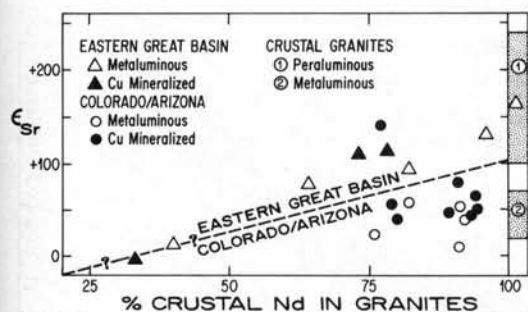 EASTERN GREAT BASIN
△ Metaluminous
▲ Cu Mineralized
COLORADO/ARIZONA
○ Metaluminous
● Cu Mineralized
CRUSTAL GRANITES
① Peraluminous
② Metaluminous
+200
εSr
+100
0
①
②
EASTERN GREAT BASIN
COLORADO/ARIZONA
?
?
25
50
75
100
% CRUSTAL Nd IN GRANITES